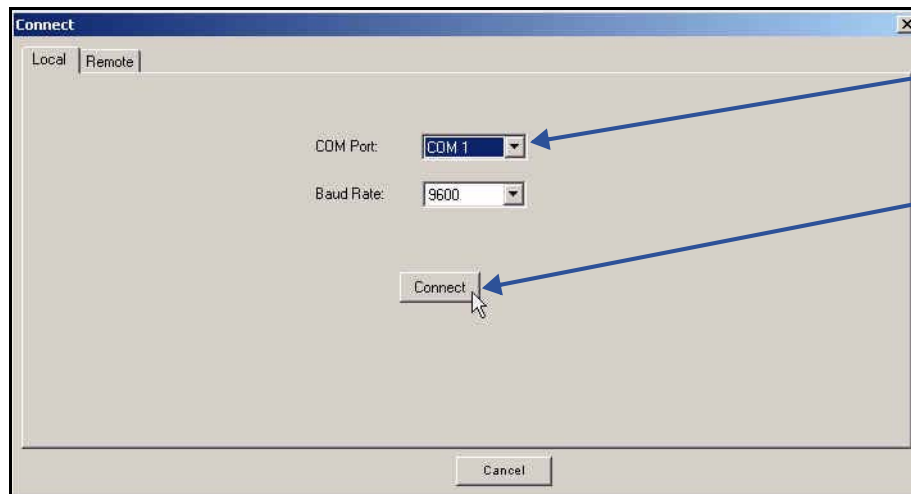 Connect
Local Remote
COM Port: COM 1
Baud Rate: 9600
Connect
Cancel